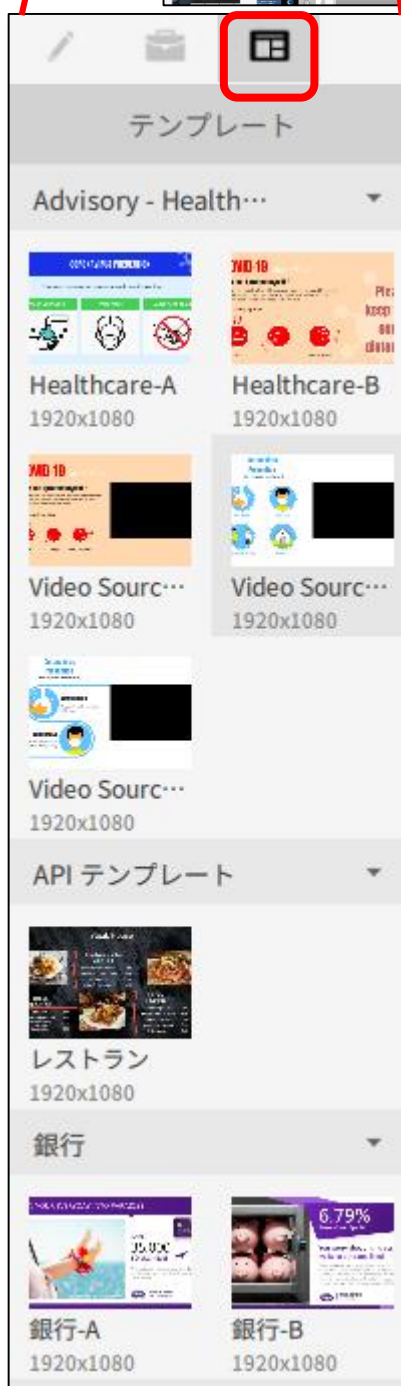 テンプレート
Advisory - Health…
Healthcare-A
1920x1080
Healthcare-B
1920x1080
Video Sourc…
1920x1080
Video Sourc…
1920x1080
Video Sourc…
1920x1080
API テンプレート
レストラン
1920x1080
銀行
6.79%
銀行-A
1920x1080
銀行-B
1920x1080